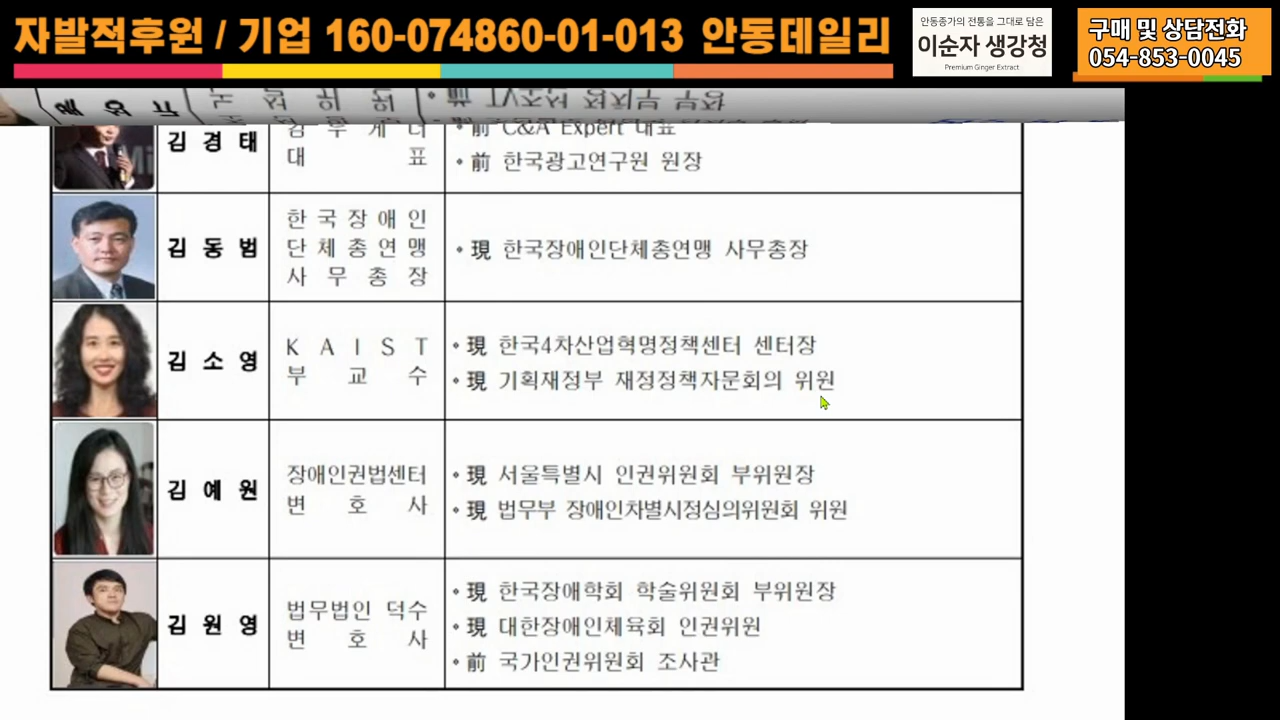 자발적후원 / 기업 160-074860-01-013 안동데일리
안동종가의 전통을 그대로 담은
이순자 생강청
Premium Ginger Extract
구매 및 상담전화
054-853-0045
김 경 태
대 표
• 前 C&A Expert 대표
• 前 한국광고연구원 원장
김 동 범
한 국 장 애 인
단 체 총 연 맹
사 무 총 장
• 現 한국장애인단체총연맹 사무총장
김 소 영
K A I S T
부 교 수
• 現 한국4차산업혁명정책센터 센터장
• 現 기획재정부 재정정책자문회의 위원
김 예 원
장애인권법센터
변 호 사
• 現 서울특별시 인권위원회 부위원장
• 現 법무부 장애인차별시정심의위원회 위원
김 원 영
법무법인 덕수
변 호 사
• 現 한국장애학회 학술위원회 부위원장
• 現 대한장애인체육회 인권위원
• 前 국가인권위원회 조사관